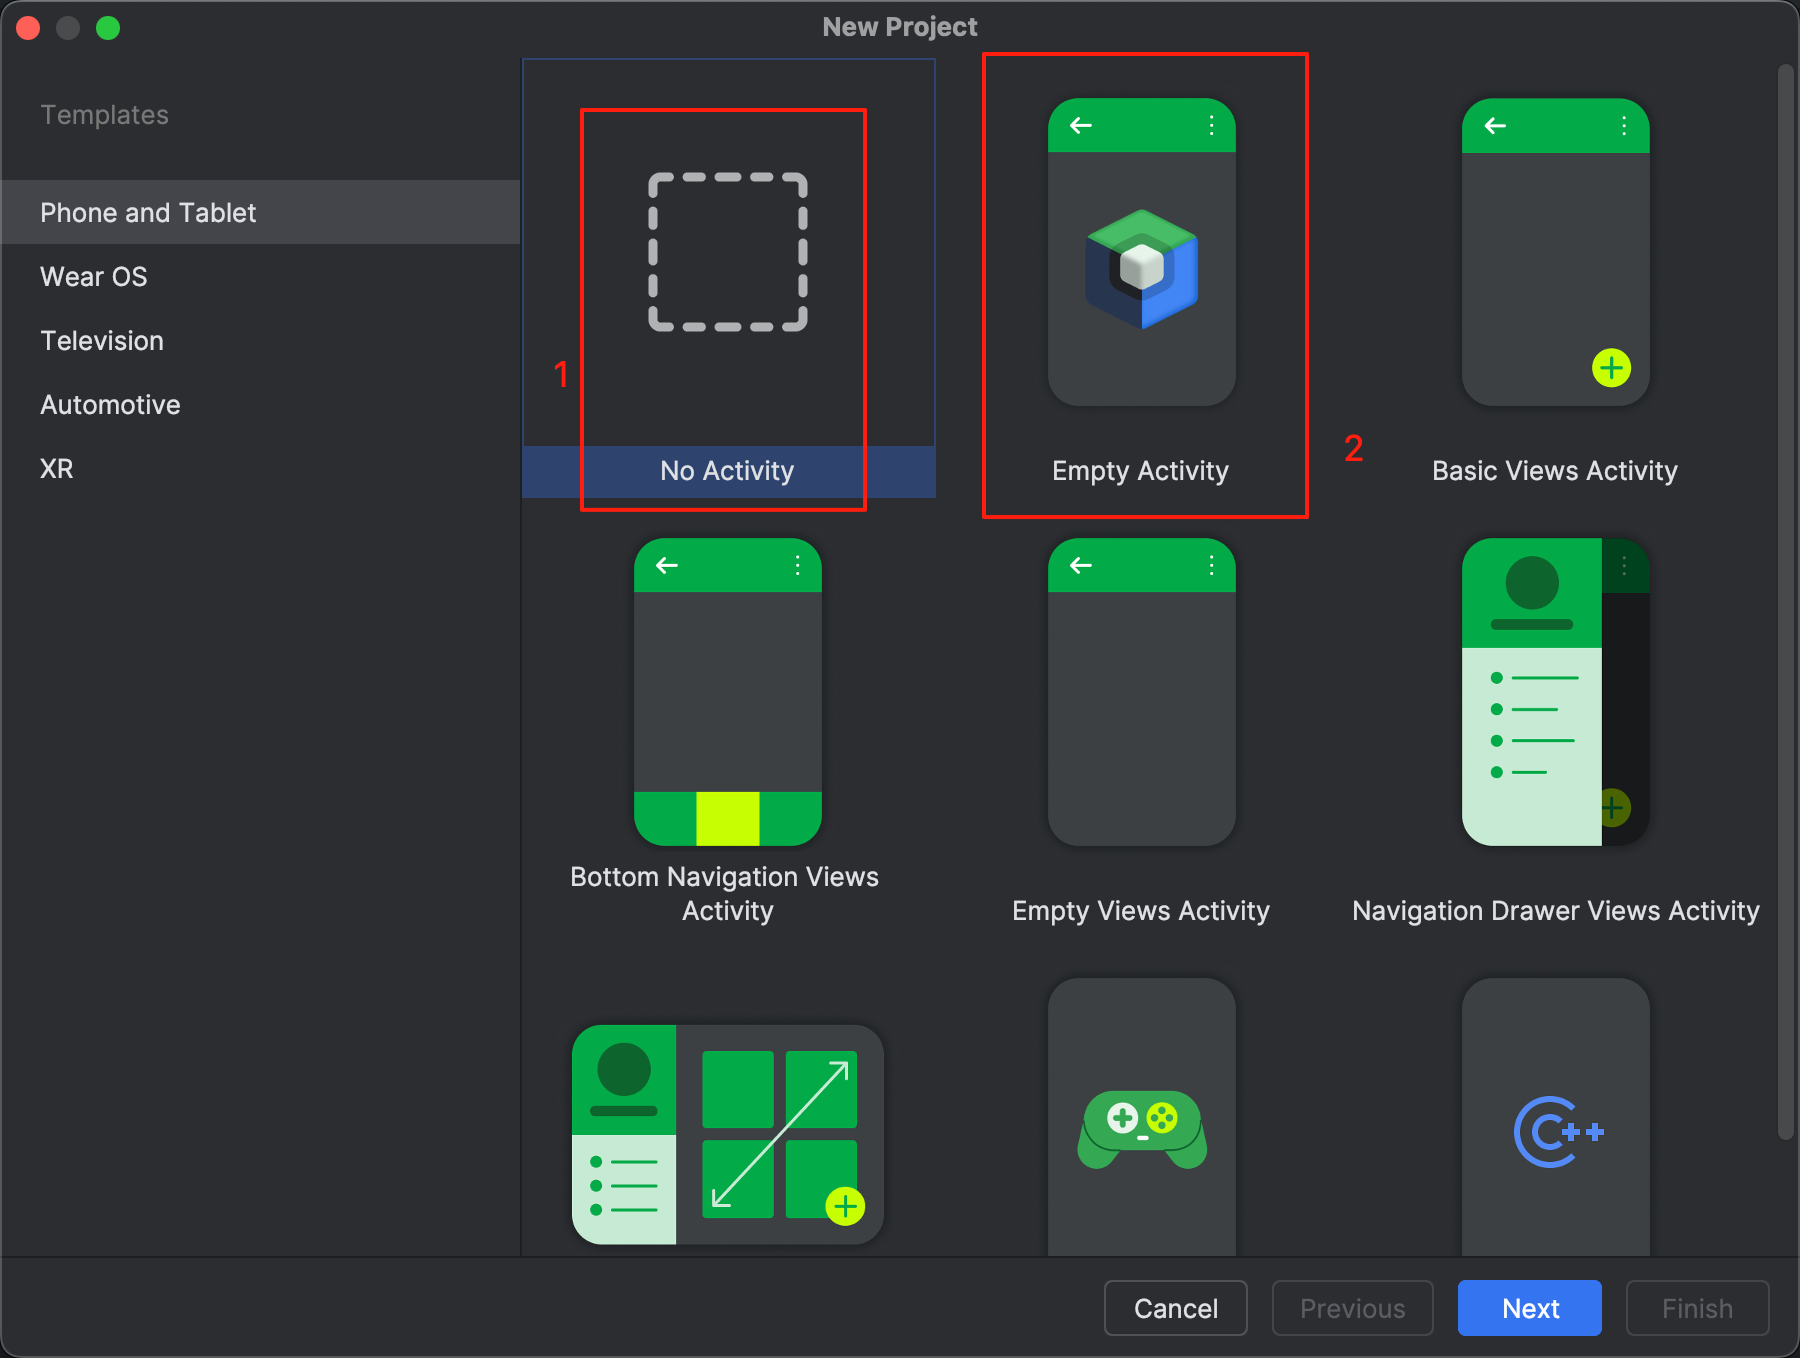 New Project
Templates
Phone and Tablet
Wear OS
Television
Automotive
XR
1
No Activity
Empty Activity
2
Basic Views Activity
Bottom Navigation Views
Activity
Empty Views Activity
Navigation Drawer Views Activity
C++
Cancel
Previous
Next
Finish